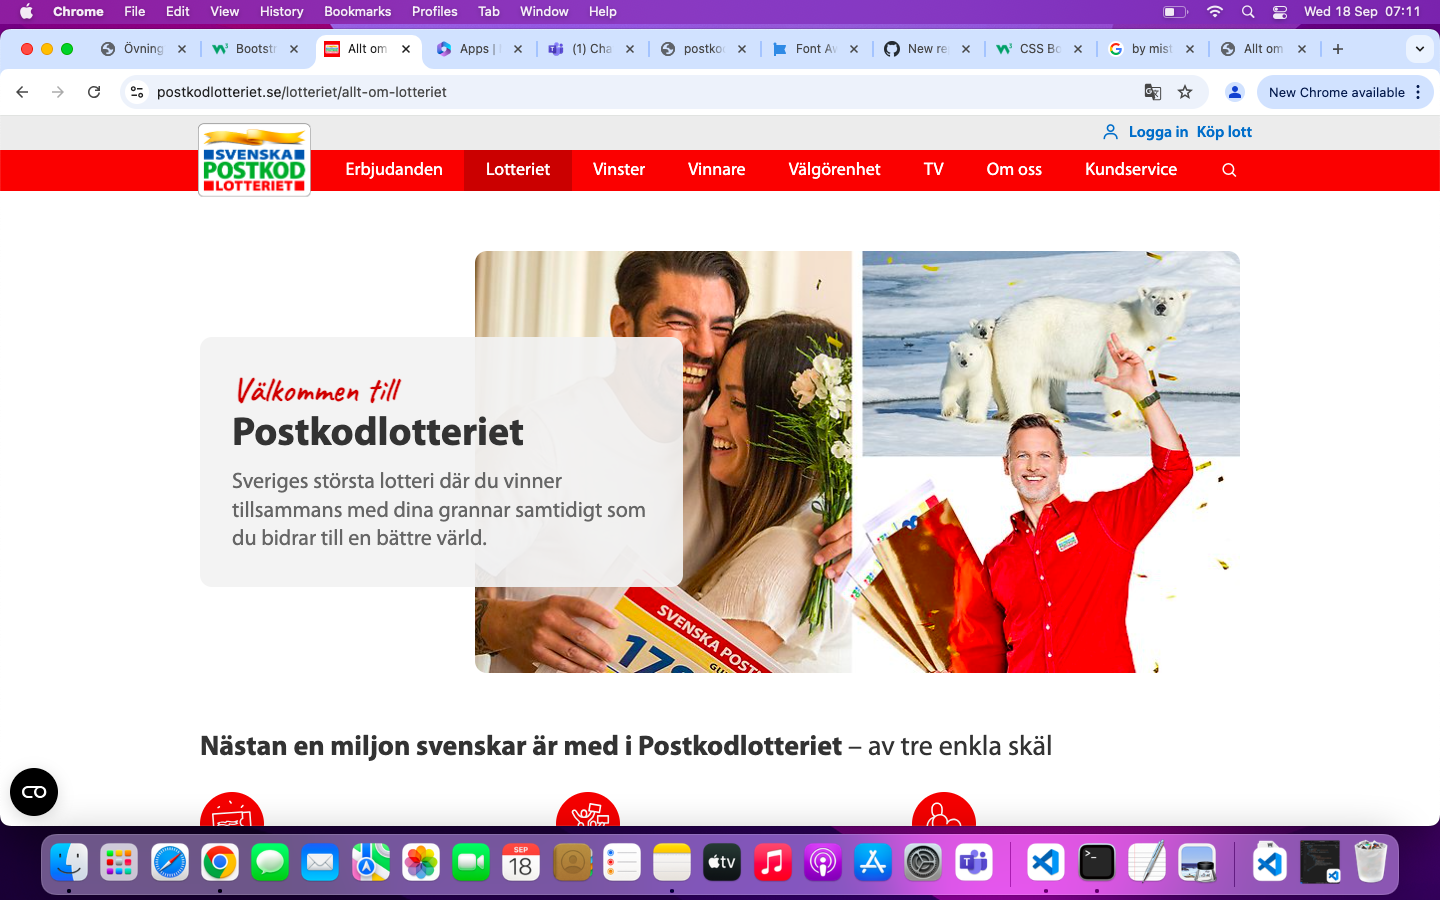 Chrome File Edit View History Bookmarks Profiles Tab Window Help Wed 18 Sep 07:11
Övning Bootstr Allt om Apps | (1) Cha postko Font Av New re CSS Bo by mist Allt om
postkodlotteriet.se/lotteriet/allt-om-lotteriet New Chrome available
Logga in Köp lott
SVENSKA
POSTKOD
LOTTERIET
Erbjudanden Lotteriet Vinster Vinnare Välgörenhet TV Om oss Kundservice
Välkommen till
Postkodlotteriet
Sveriges största lotteri där du vinner
tillsammans med dina grannar samtidigt som
du bidrar till en bättre värld.
SVENSKA POST
Nästan en miljon svenskar är med i Postkodlotteriet – av tre enkla skäl
SEP
18
tv